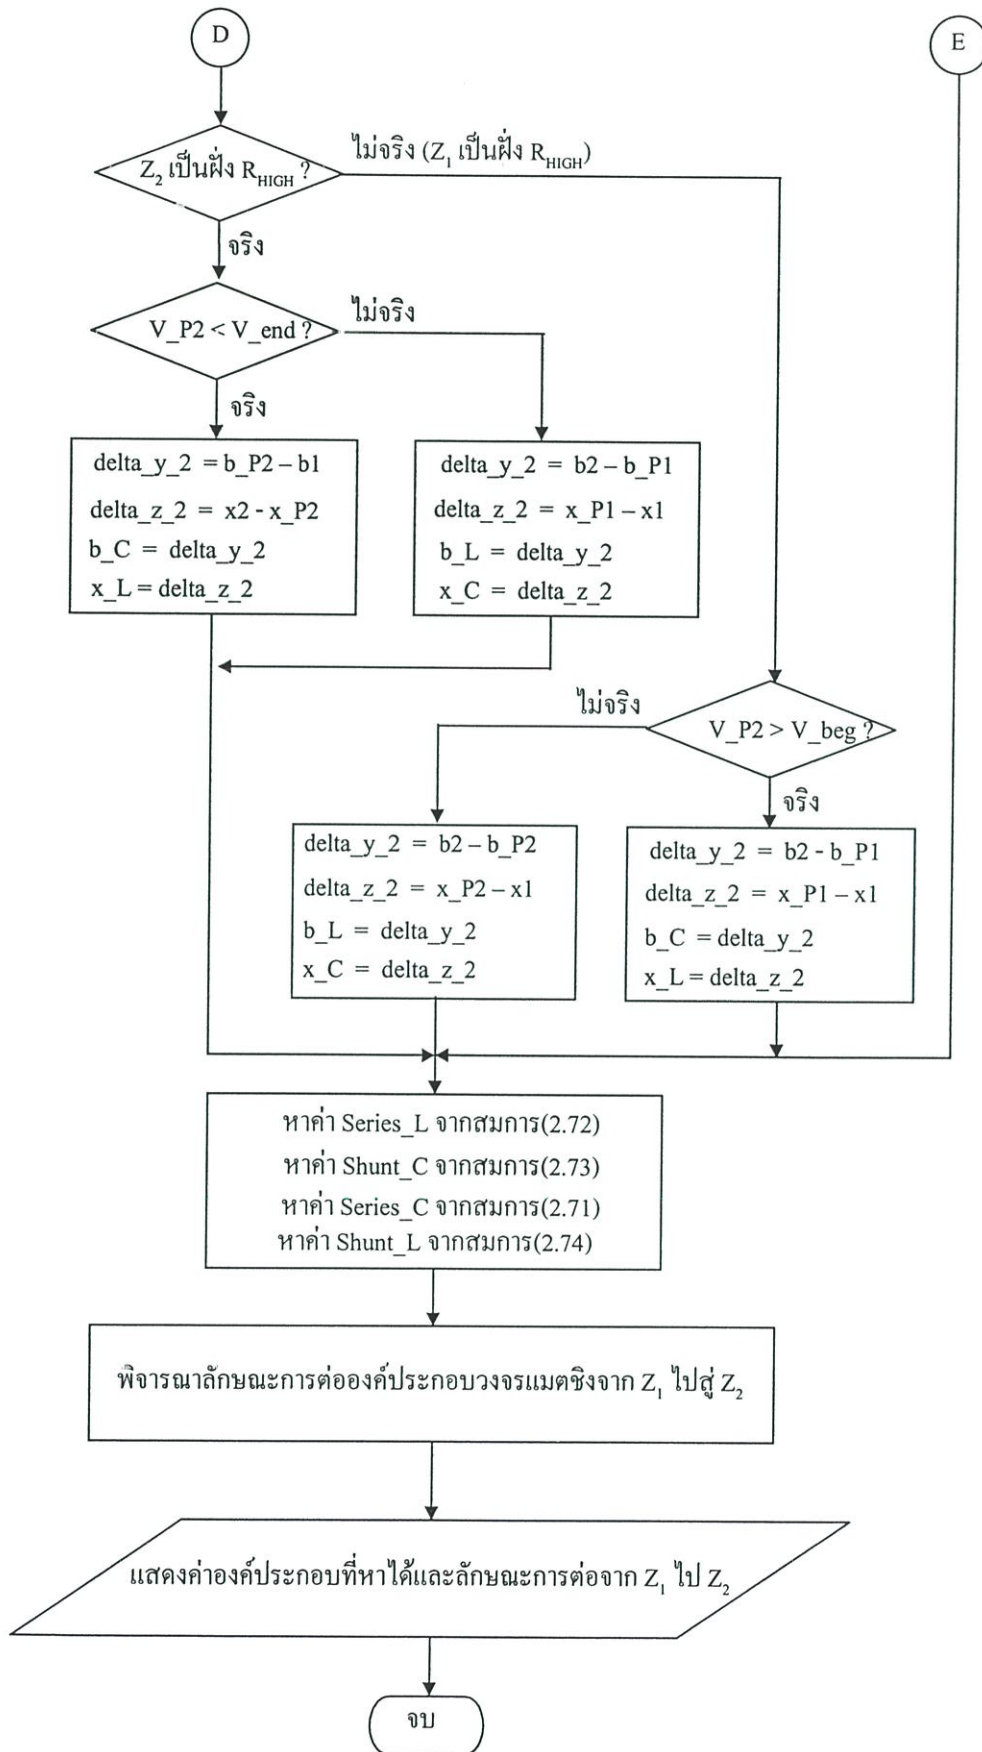 D
E
Z₂ เป็นฝั่ง R_HIGH ?
ไม่จริง (Z₁ เป็นฝั่ง R_HIGH)
จริง
V_P2 < V_end ?
ไม่จริง
จริง
delta_y_2 = b_P2 – b1
delta_z_2 = x2 - x_P2
b_C = delta_y_2
x_L = delta_z_2
delta_y_2 = b2 – b_P1
delta_z_2 = x_P1 – x1
b_L = delta_y_2
x_C = delta_z_2
ไม่จริง
V_P2 > V_beg ?
จริง
delta_y_2 = b2 – b_P2
delta_z_2 = x_P2 – x1
b_L = delta_y_2
x_C = delta_z_2
delta_y_2 = b2 - b_P1
delta_z_2 = x_P1 – x1
b_C = delta_y_2
x_L = delta_z_2
หาค่า Series_L จากสมการ(2.72)
หาค่า Shunt_C จากสมการ(2.73)
หาค่า Series_C จากสมการ(2.71)
หาค่า Shunt_L จากสมการ(2.74)
พิจารณาลักษณะการต่อองค์ประกอบวงจรแมตชิงจาก Z₁ ไปสู่ Z₂
แสดงค่าองค์ประกอบที่หาได้และลักษณะการต่อจาก Z₁ ไป Z₂
จบ